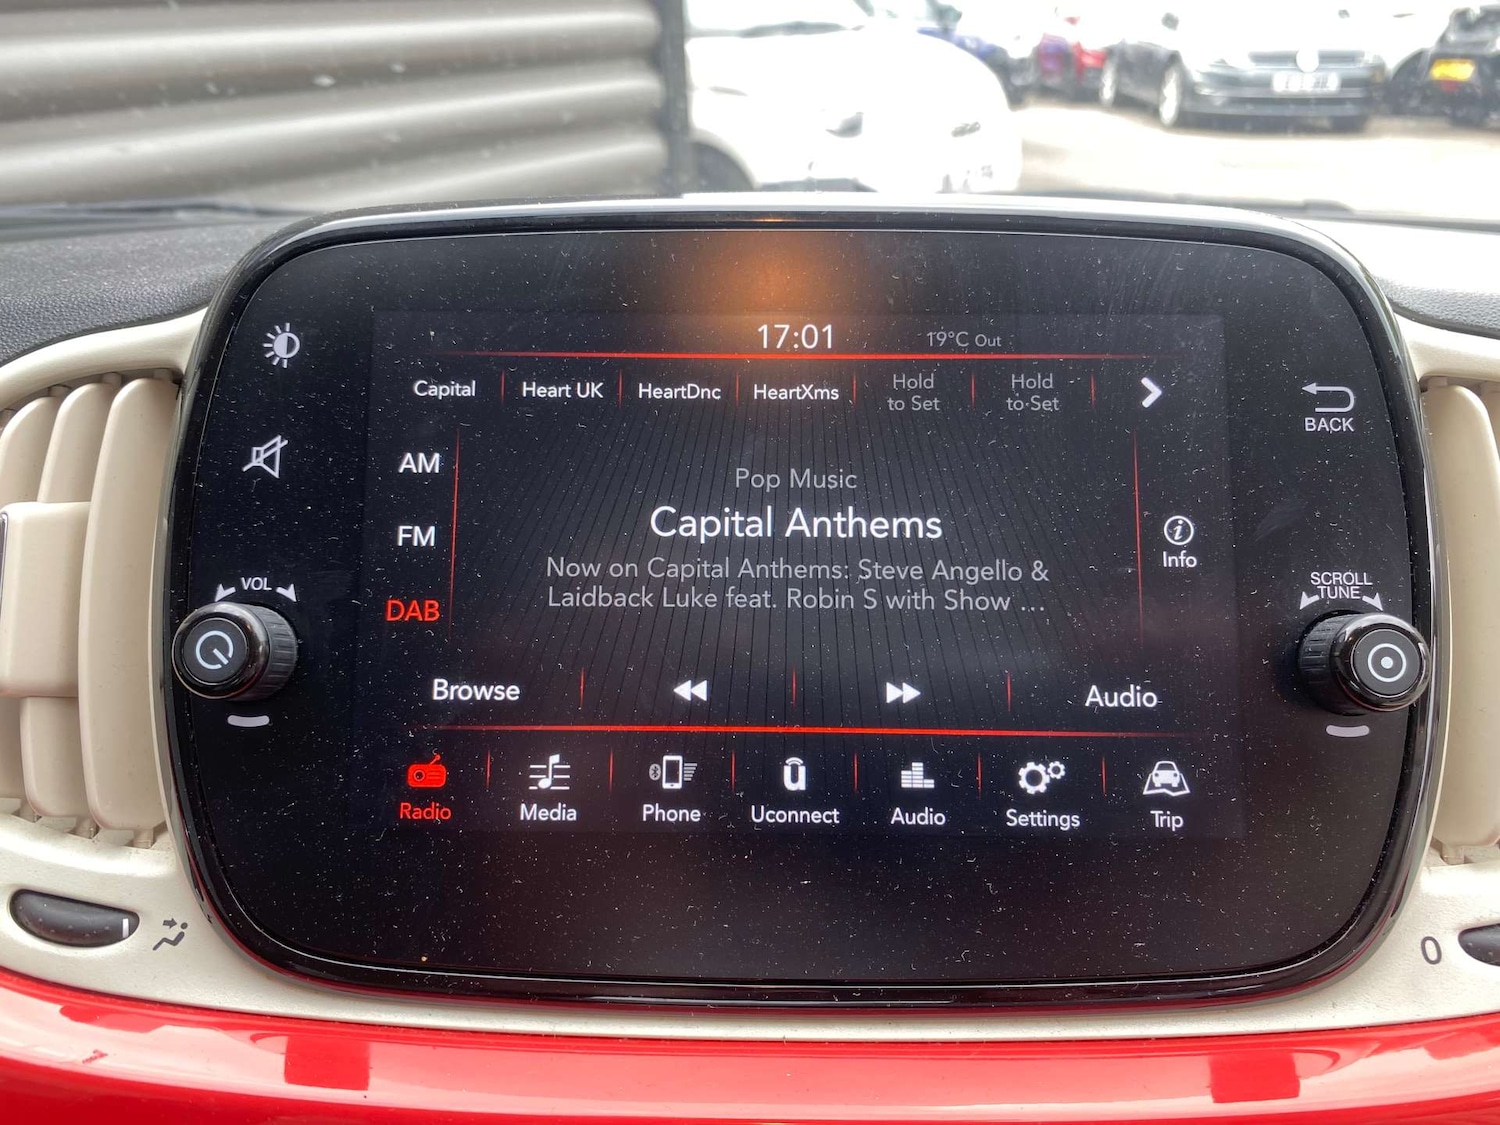 17:01
19°C Out
Capital
Heart UK
HeartDnc
HeartXms
Hold
to Set
Hold
to Set
BACK
AM
FM
DAB
Pop Music
Capital Anthems
Now on Capital Anthems: Steve Angello &
Laidback Luke feat. Robin S with Show ...
i
Info
VOL
SCROLL
TUNE
Browse
Audio
Radio
Media
Phone
Uconnect
Audio
Settings
Trip
0